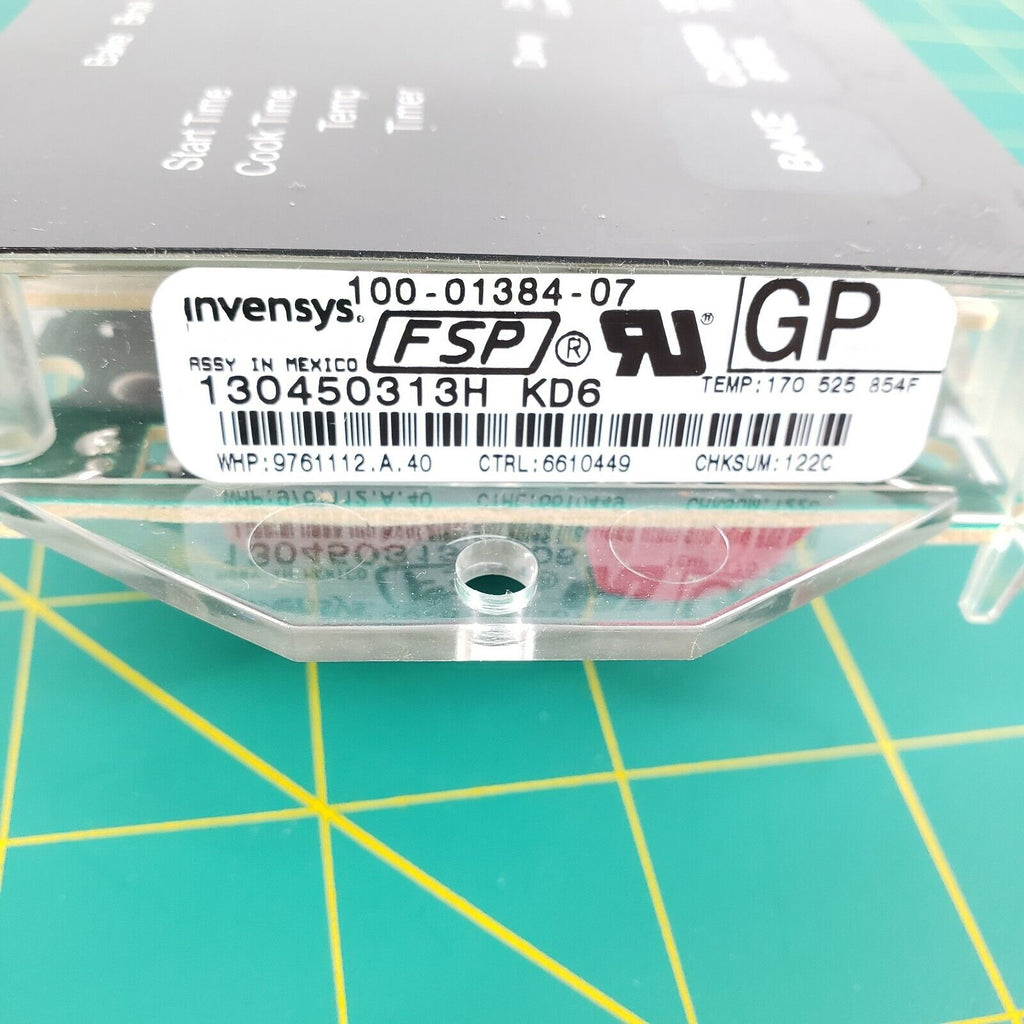 Start Time
Cook Time
Temp
Timer
BAKE
invensys. 100-01384-07
FSP ® RU ® GP
ASSY IN MEXICO
130450313H KD6 TEMP:170 525 854F
WHP:9761112.A.40 CTRL:6610449 CHKSUM:122C